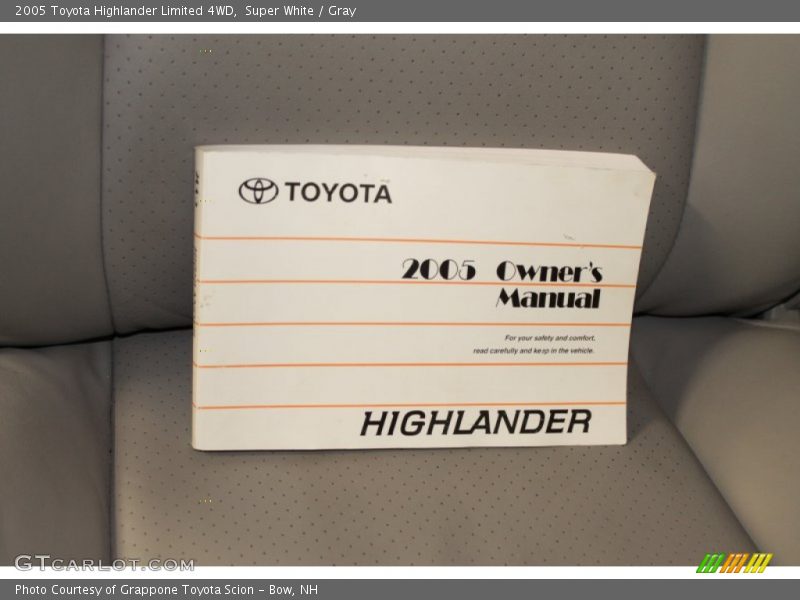 2005 Toyota Highlander Limited 4WD,  Super White / Gray
TOYOTA
2005 Owner's
Manual
For your safety and comfort,
read carefully and keep in the vehicle.
HIGHLANDER
GTCARLOT.COM
Photo Courtesy of Grappone Toyota Scion - Bow, NH